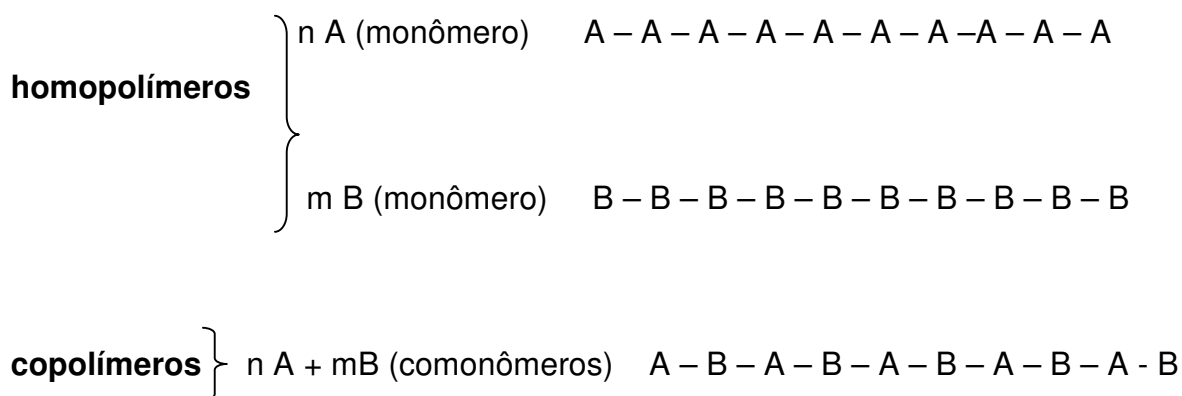 n A (monômero) A – A – A – A – A – A – A –A – A – A
homopolímeros
m B (monômero) B – B – B – B – B – B – B – B – B – B
copolímeros n A + mB (comonômeros) A – B – A – B – A – B – A – B – A - B